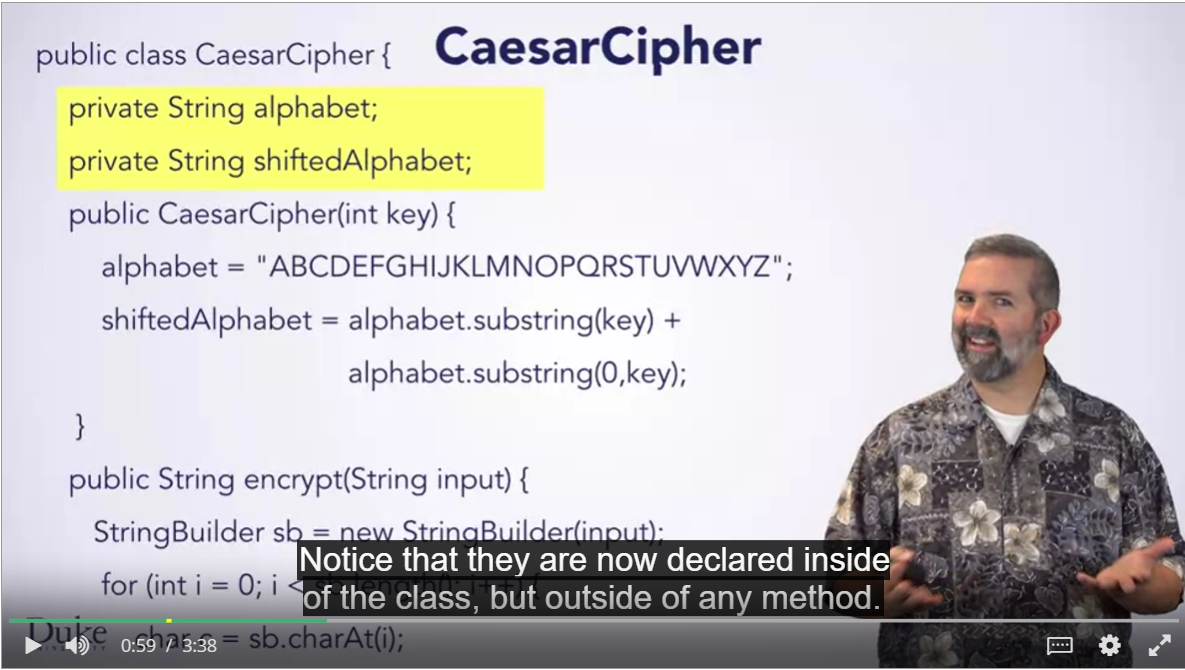 CaesarCipher
public class CaesarCipher {
private String alphabet;
private String shiftedAlphabet;
public CaesarCipher(int key) {
alphabet = "ABCDEFGHIJKLMNOPQRSTUVWXYZ";
shiftedAlphabet = alphabet.substring(key) +
alphabet.substring(0,key);
}
public String encrypt(String input) {
StringBuilder sb = new StringBuilder(input);
for (int i = 0; i < sb.length(); i++) {
Notice that they are now declared inside
of the class, but outside of any method.
Duke
char c = sb.charAt(i);
0:59 / 3:38